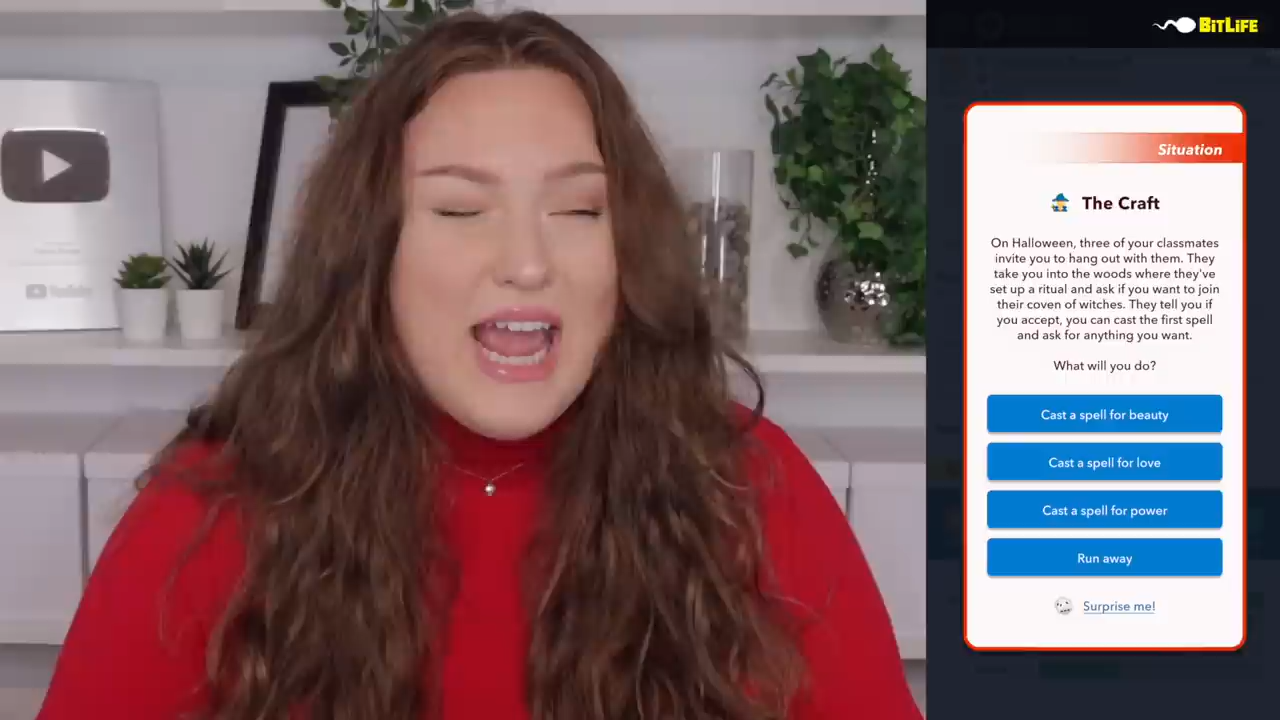 BitLife
Situation
The Craft
On Halloween, three of your classmates
invite you to hang out with them. They
take you into the woods where they've
set up a ritual and ask if you want to join
their coven of witches. They tell you if
you accept, you can cast the first spell
and ask for anything you want.
What will you do?
Cast a spell for beauty
Cast a spell for love
Cast a spell for power
Run away
Surprise me!
YouTube